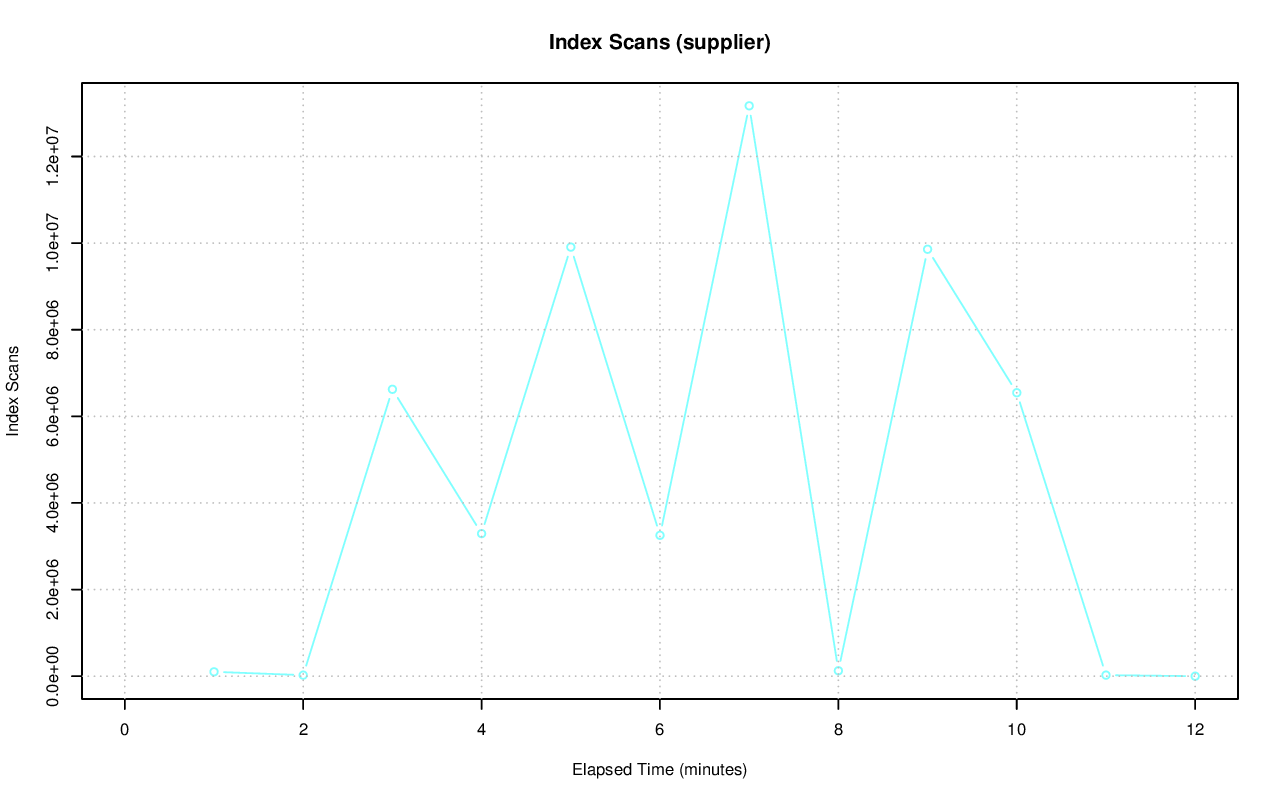 Index Scans (supplier)
Index Scans
1.2e+07
1.0e+07
8.0e+06
6.0e+06
4.0e+06
2.0e+06
0.0e+00
0 2 4 6 8 10 12
Elapsed Time (minutes)